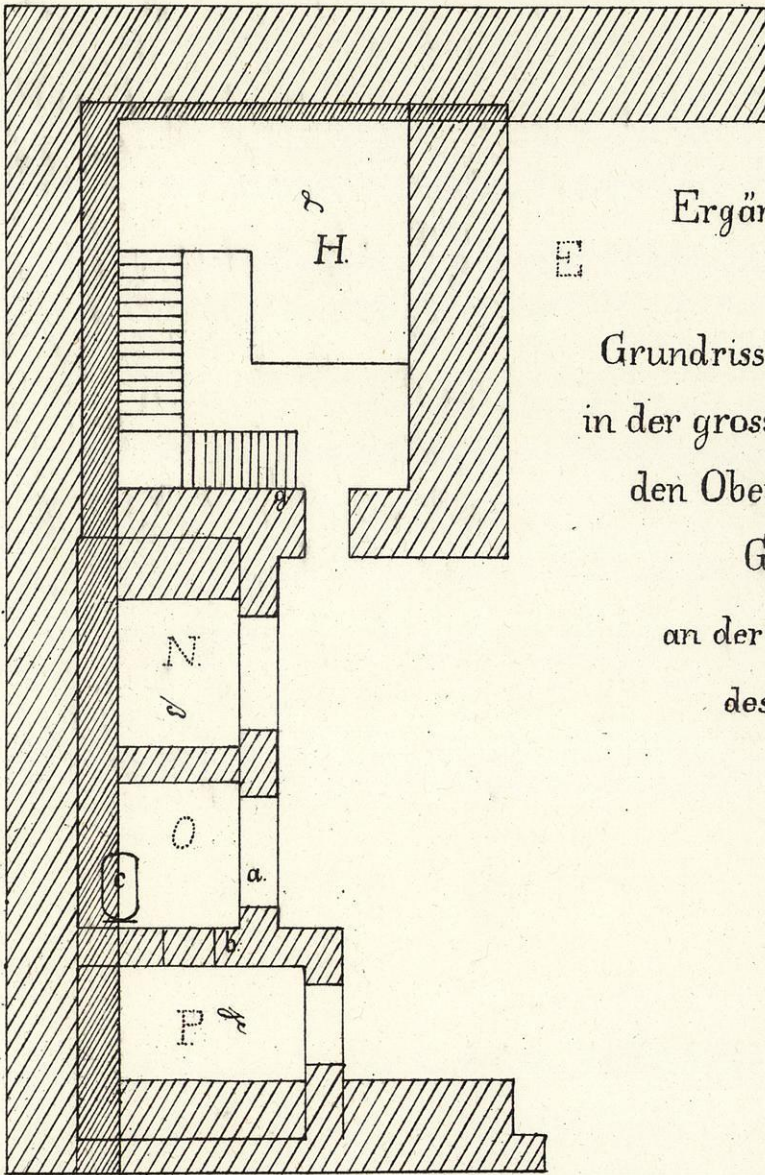 H.
E
Ergän
Grundriss
in der gross
den Obe
G
an der
des
g
N.
β
O
c
a.
b
P